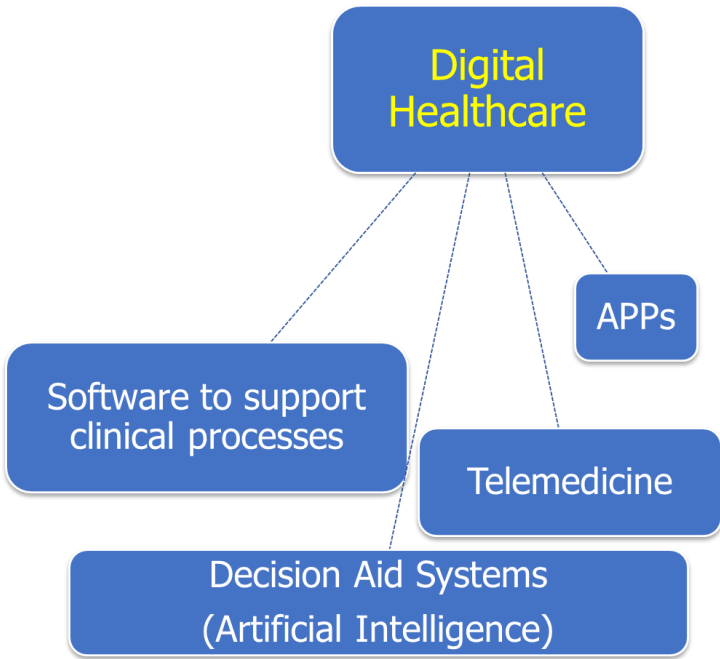 Digital
Healthcare
APPs
Software to support
clinical processes
Telemedicine
Decision Aid Systems
(Artificial Intelligence)